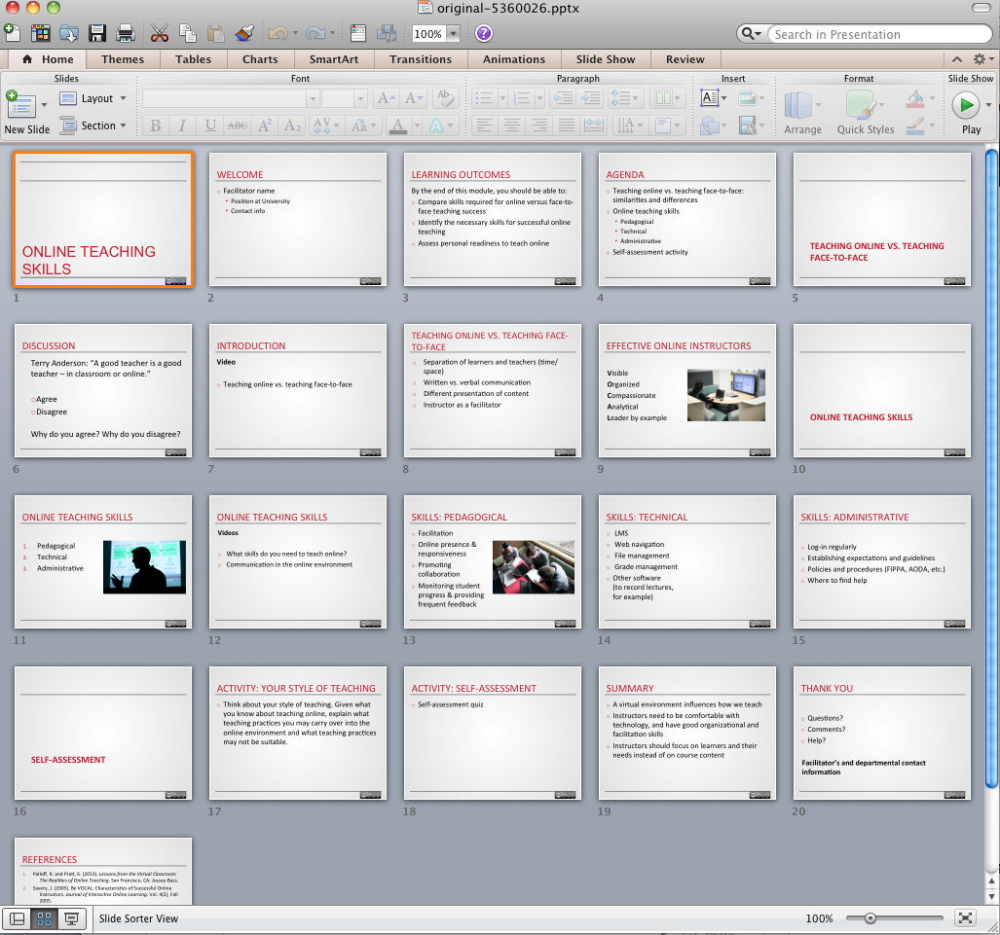 original-5360026.pptx
100%
Search in Presentation
Home Themes Tables Charts SmartArt Transitions Animations Slide Show Review
Slides Font Paragraph Insert Format Slide Show
New Slide
Layout
Section
B I U ABC A² A₂ AV Aa A A
Arrange Quick Styles Play
ONLINE TEACHING
SKILLS
1
WELCOME
Facilitator name
Position at University
Contact info
2
LEARNING OUTCOMES
By the end of this module, you should be able to:
Compare skills required for online versus face-to-
face teaching success
Identify the necessary skills for successful online
teaching
Assess personal readiness to teach online
3
AGENDA
Teaching online vs. teaching face-to-face:
similarities and differences
Online teaching skills
Pedagogical
Technical
Administrative
Self-assessment activity
4
TEACHING ONLINE VS. TEACHING
FACE-TO-FACE
5
DISCUSSION
Terry Anderson: “A good teacher is a good
teacher – in classroom or online.”
Agree
Disagree
Why do you agree? Why do you disagree?
6
INTRODUCTION
Video
Teaching online vs. teaching face-to-face
7
TEACHING ONLINE VS. TEACHING FACE-
TO-FACE
Separation of learners and teachers (time/
space)
Written vs. verbal communication
Different presentation of content
Instructor as a facilitator
8
EFFECTIVE ONLINE INSTRUCTORS
Visible
Organized
Compassionate
Analytical
Leader by example
9
ONLINE TEACHING SKILLS
10
ONLINE TEACHING SKILLS
1. Pedagogical
2. Technical
3. Administrative
11
ONLINE TEACHING SKILLS
Videos
What skills do you need to teach online?
Communication in the online environment
12
SKILLS: PEDAGOGICAL
Facilitation
Online presence &
responsiveness
Promoting
collaboration
Monitoring student
progress & providing
frequent feedback
13
SKILLS: TECHNICAL
LMS
Web navigation
File management
Grade management
Other software
(to record lectures,
for example)
14
SKILLS: ADMINISTRATIVE
Log-in regularly
Establishing expectations and guidelines
Policies and procedures (FIPPA, AODA, etc.)
Where to find help
15
SELF-ASSESSMENT
16
ACTIVITY: YOUR STYLE OF TEACHING
Think about your style of teaching. Given what
you know about teaching online, explain what
teaching practices you may carry over into the
online environment and what teaching practices
may not be suitable.
17
ACTIVITY: SELF-ASSESSMENT
Self-assessment quiz
18
SUMMARY
A virtual environment influences how we teach
Instructors need to be comfortable with
technology, and have good organizational and
facilitation skills
Instructors should focus on learners and their
needs instead of on course content
19
THANK YOU
Questions?
Comments?
Help?
Facilitator’s and departmental contact
information
20
REFERENCES
1. Palloff, R. and Pratt, K. (2013). Lessons from the Virtual Classroom:
The Realities of Online Teaching. San Francisco, CA: Jossey-Bass.
2. Savery, J. (2005). Be VOCAL: Characteristics of Successful Online
Instructors. Journal of Interactive Online Learning. Vol. 4(2), Fall
2005.
Slide Sorter View
100%